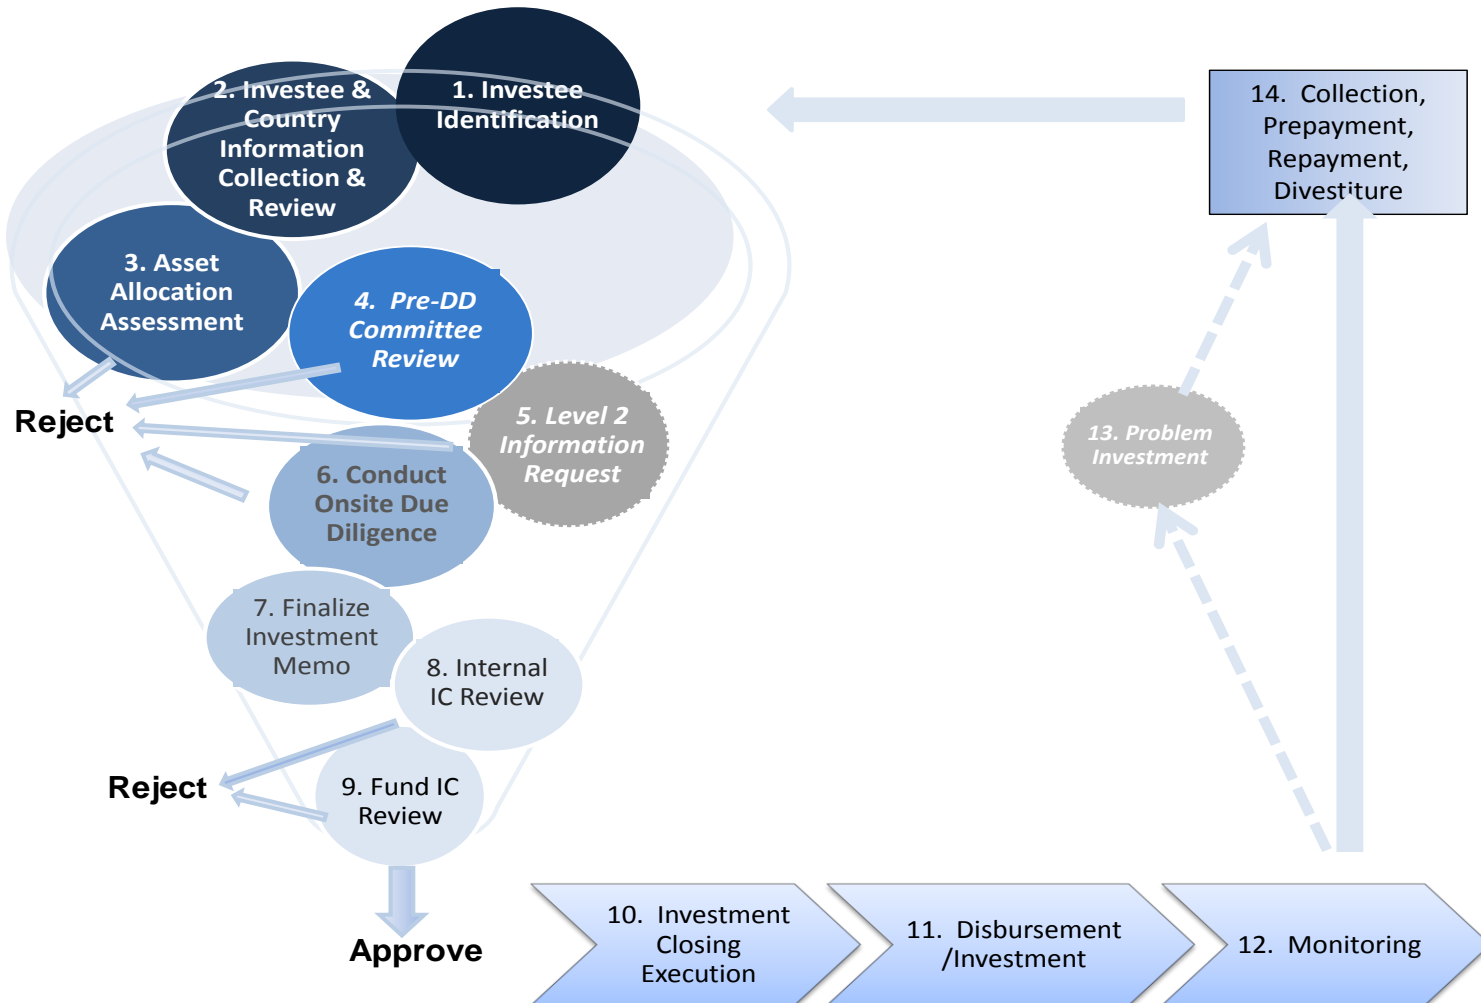 1. Investee
Identification
2. Investee &
Country
Information
Collection &
Review
3. Asset
Allocation
Assessment
4. Pre-DD
Committee
Review
5. Level 2
Information
Request
Reject
6. Conduct
Onsite Due
Diligence
7. Finalize
Investment
Memo
8. Internal
IC Review
Reject
9. Fund IC
Review
Approve
10. Investment
Closing
Execution
11. Disbursement
/Investment
12. Monitoring
13. Problem
Investment
14. Collection,
Prepayment,
Repayment,
Divestiture